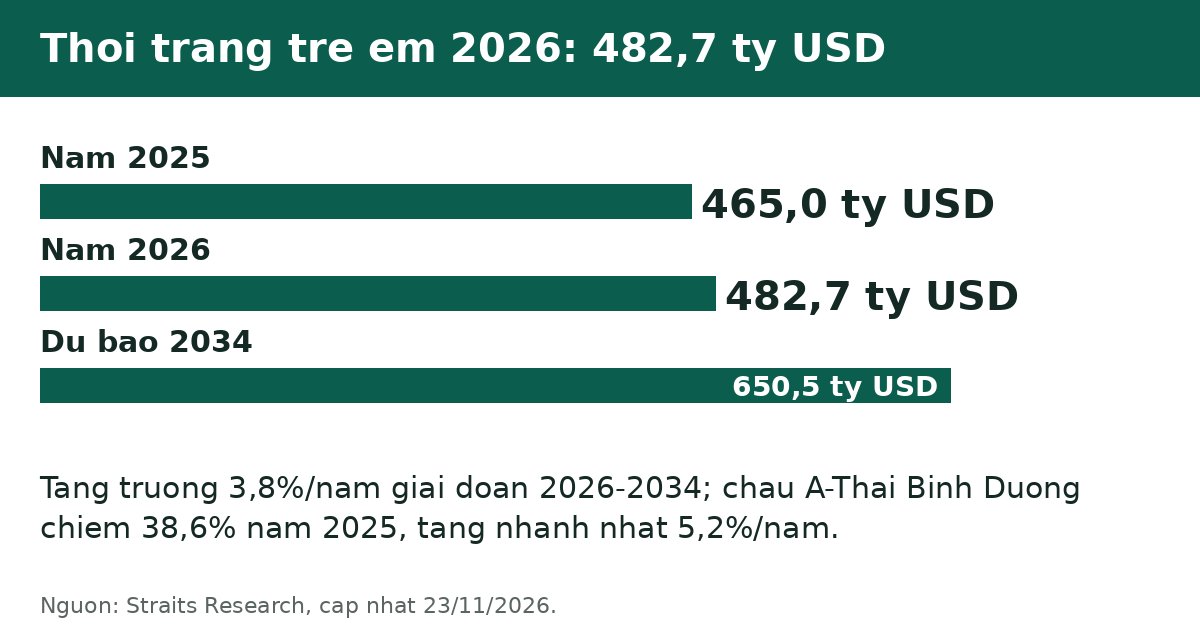 Thoi trang tre em 2026: 482,7 ty USD
Nam 2025
465,0 ty USD
Nam 2026
482,7 ty USD
Du bao 2034
650,5 ty USD
Tang truong 3,8%/nam giai doan 2026-2034; chau A-Thai Binh Duong
chiem 38,6% nam 2025, tang nhanh nhat 5,2%/nam.
Nguon: Straits Research, cap nhat 23/11/2026.